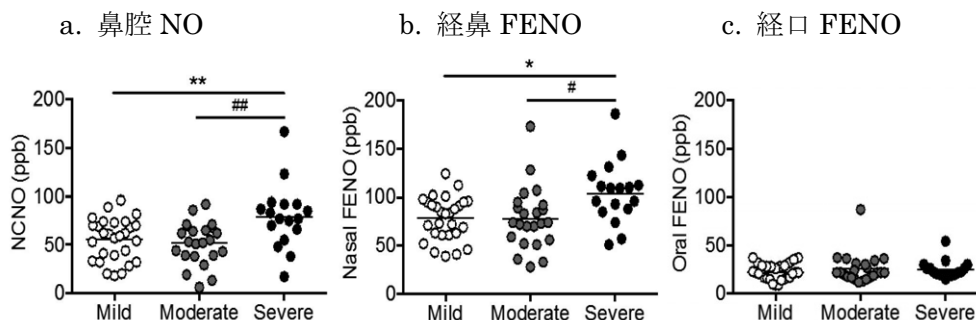 a. 鼻腔 NO
** 
##
NCNO (ppb)
200
150
100
50
0
Mild Moderate Severe
b. 経鼻 FENO
*
#
Nasal FENO (ppb)
200
150
100
50
0
Mild Moderate Severe
c. 経口 FENO
Oral FENO (ppb)
200
150
100
50
0
Mild Moderate Severe